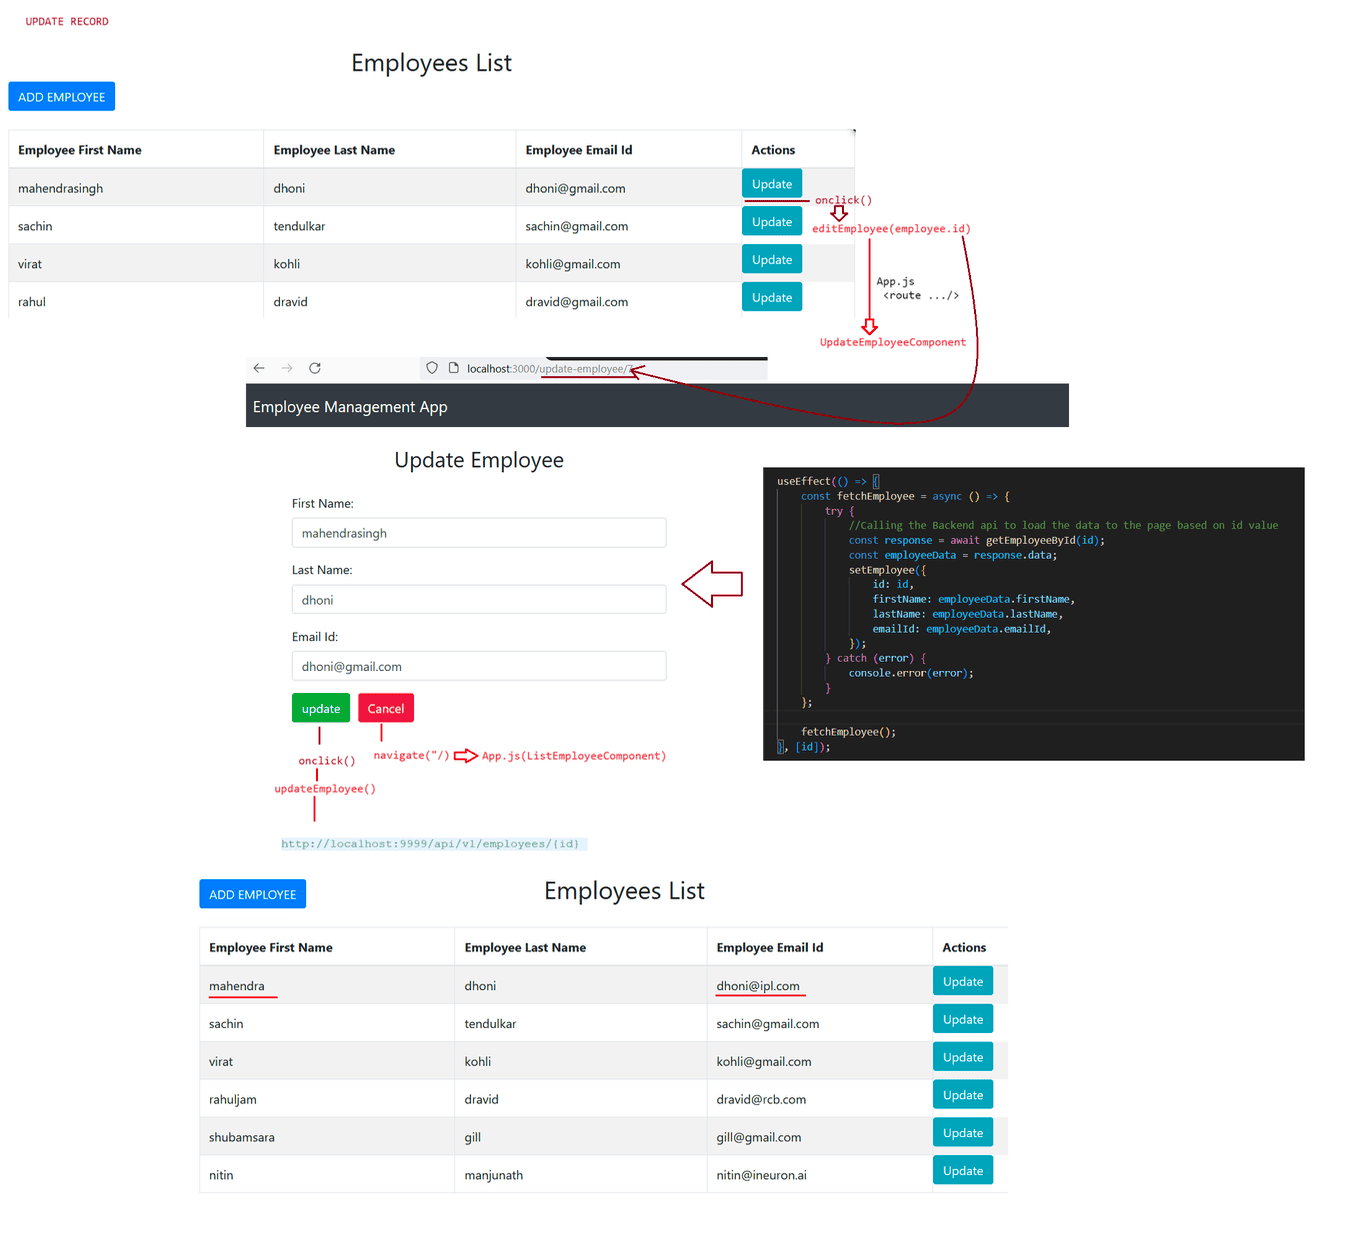 UPDATE RECORD
Employees List
ADD EMPLOYEE
Employee First Name Employee Last Name Employee Email Id Actions
mahendrasingh dhoni dhoni@gmail.com Update
onclick()
sachin tendulkar sachin@gmail.com Update
editEmployee(employee.id)
virat kohli kohli@gmail.com Update
App.js
<route .../>
rahul dravid dravid@gmail.com Update
UpdateEmployeeComponent
localhost:3000/update-employee/7
Employee Management App
Update Employee
First Name:
mahendrasingh
Last Name:
dhoni
Email Id:
dhoni@gmail.com
update Cancel
onclick()
navigate("/) App.js(ListEmployeeComponent)
updateEmployee()
http://localhost:9999/api/v1/employees/{id}
useEffect(() => {
const fetchEmployee = async () => {
try {
//Calling the Backend api to load the data to the page based on id value
const response = await getEmployeeById(id);
const employeeData = response.data;
setEmployee({
id: id,
firstName: employeeData.firstName,
lastName: employeeData.lastName,
emailId: employeeData.emailId,
});
} catch (error) {
console.error(error);
}
};
fetchEmployee();
}, [id]);
ADD EMPLOYEE
Employees List
Employee First Name Employee Last Name Employee Email Id Actions
mahendra dhoni dhoni@ipl.com Update
sachin tendulkar sachin@gmail.com Update
virat kohli kohli@gmail.com Update
rahuljam dravid dravid@rcb.com Update
shubamsara gill gill@gmail.com Update
nitin manjunath nitin@ineuron.ai Update